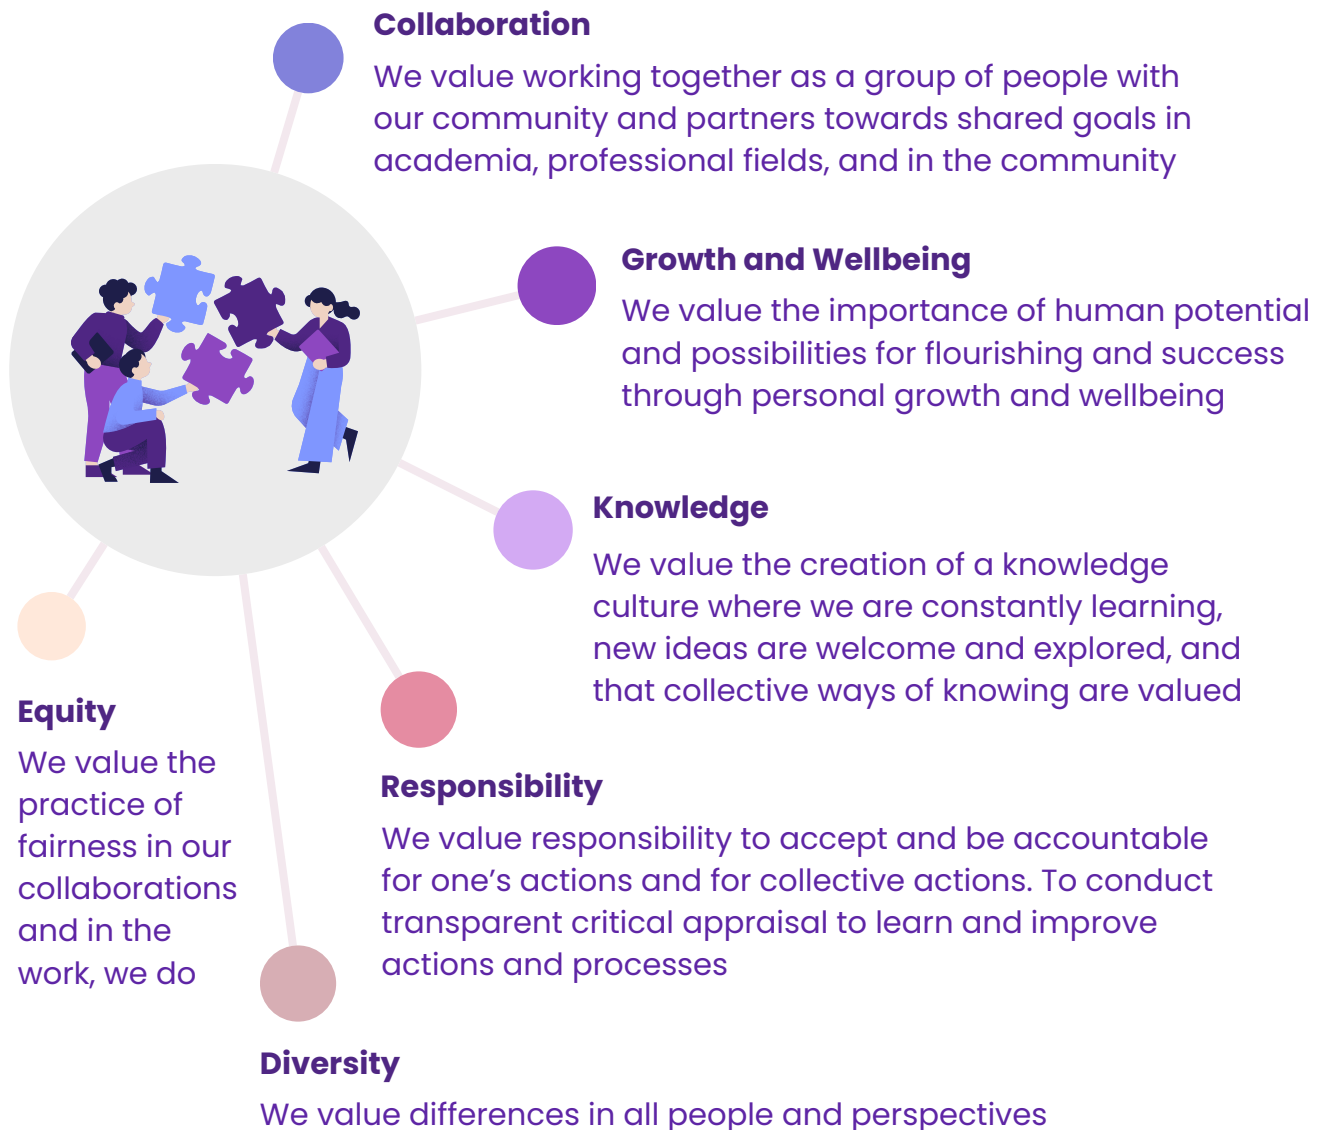 Collaboration
We value working together as a group of people with
our community and partners towards shared goals in
academia, professional fields, and in the community
Growth and Wellbeing
We value the importance of human potential
and possibilities for flourishing and success
through personal growth and wellbeing
Knowledge
We value the creation of a knowledge
culture where we are constantly learning,
new ideas are welcome and explored, and
that collective ways of knowing are valued
Responsibility
We value responsibility to accept and be accountable
for one’s actions and for collective actions. To conduct
transparent critical appraisal to learn and improve
actions and processes
Equity
We value the
practice of
fairness in our
collaborations
and in the
work, we do
Diversity
We value differences in all people and perspectives